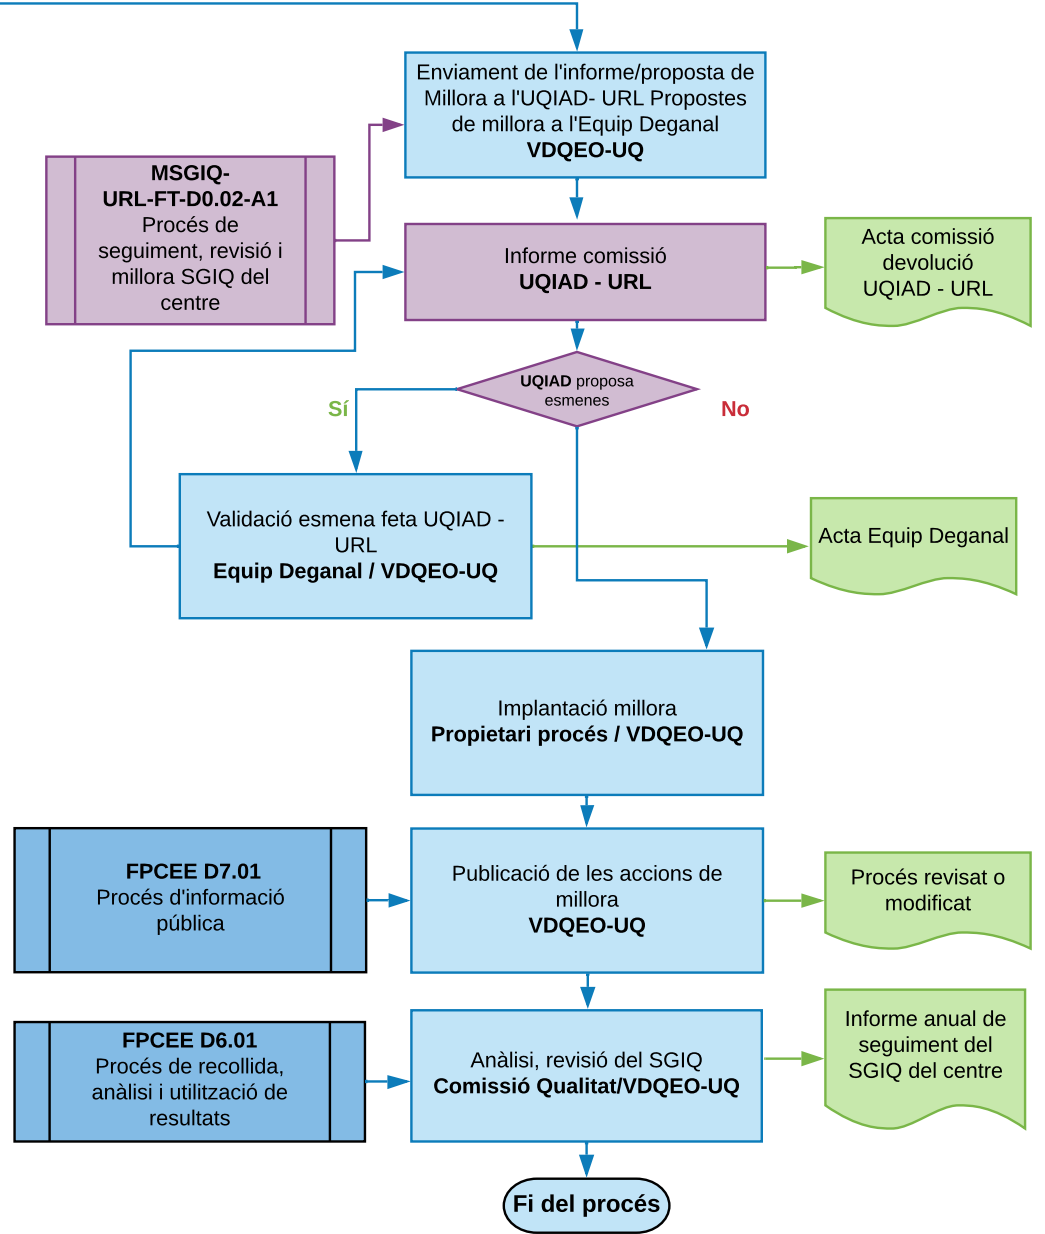 Enviament de l'informe/proposta de
Millora a l'UQIAD- URL Propostes
de millora a l'Equip Deganal
VDQEO-UQ
MSGIQ-
URL-FT-D0.02-A1
Procés de
seguiment, revisió i
millora SGIQ del
centre
Informe comissió
UQIAD - URL
Acta comissió
devolució
UQIAD - URL
UQIAD proposa
esmenes
Sí
No
Validació esmena feta UQIAD -
URL
Equip Deganal / VDQEO-UQ
Acta Equip Deganal
Implantació millora
Propietari procés / VDQEO-UQ
FPCEE D7.01
Procés d'informació
pública
Publicació de les accions de
millora
VDQEO-UQ
Procés revisat o
modificat
FPCEE D6.01
Procés de recollida,
anàlisi i utilització de
resultats
Anàlisi, revisió del SGIQ
Comissió Qualitat/VDQEO-UQ
Informe anual de
seguiment del
SGIQ del centre
Fi del procés